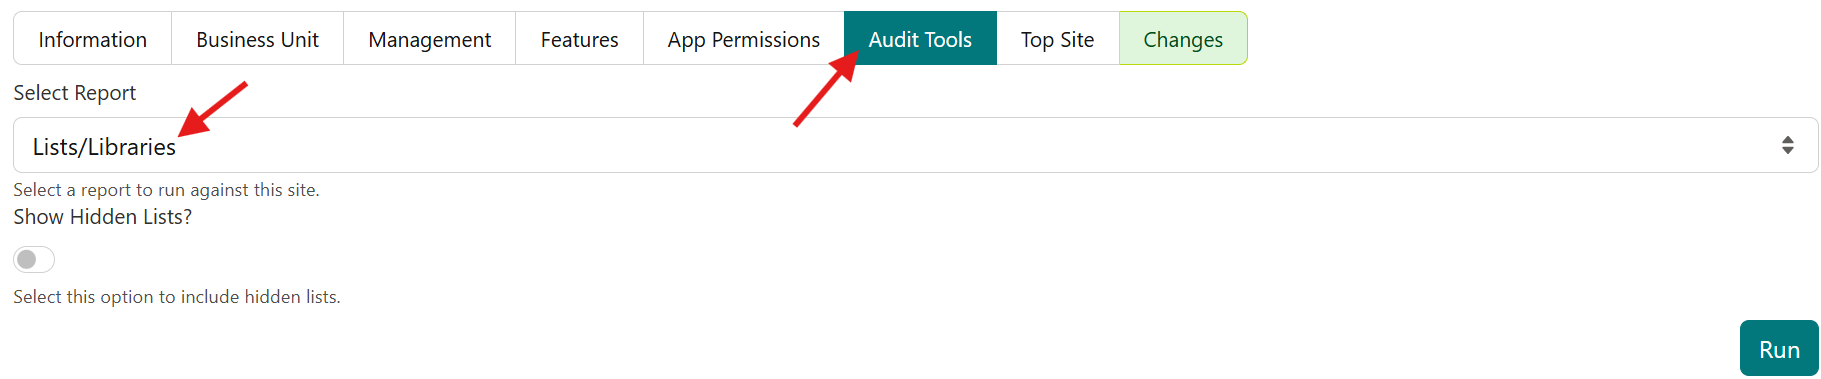 Information Business Unit Management Features App Permissions Audit Tools Top Site Changes
Select Report
Lists/Libraries
Select a report to run against this site.
Show Hidden Lists?
Select this option to include hidden lists.
Run